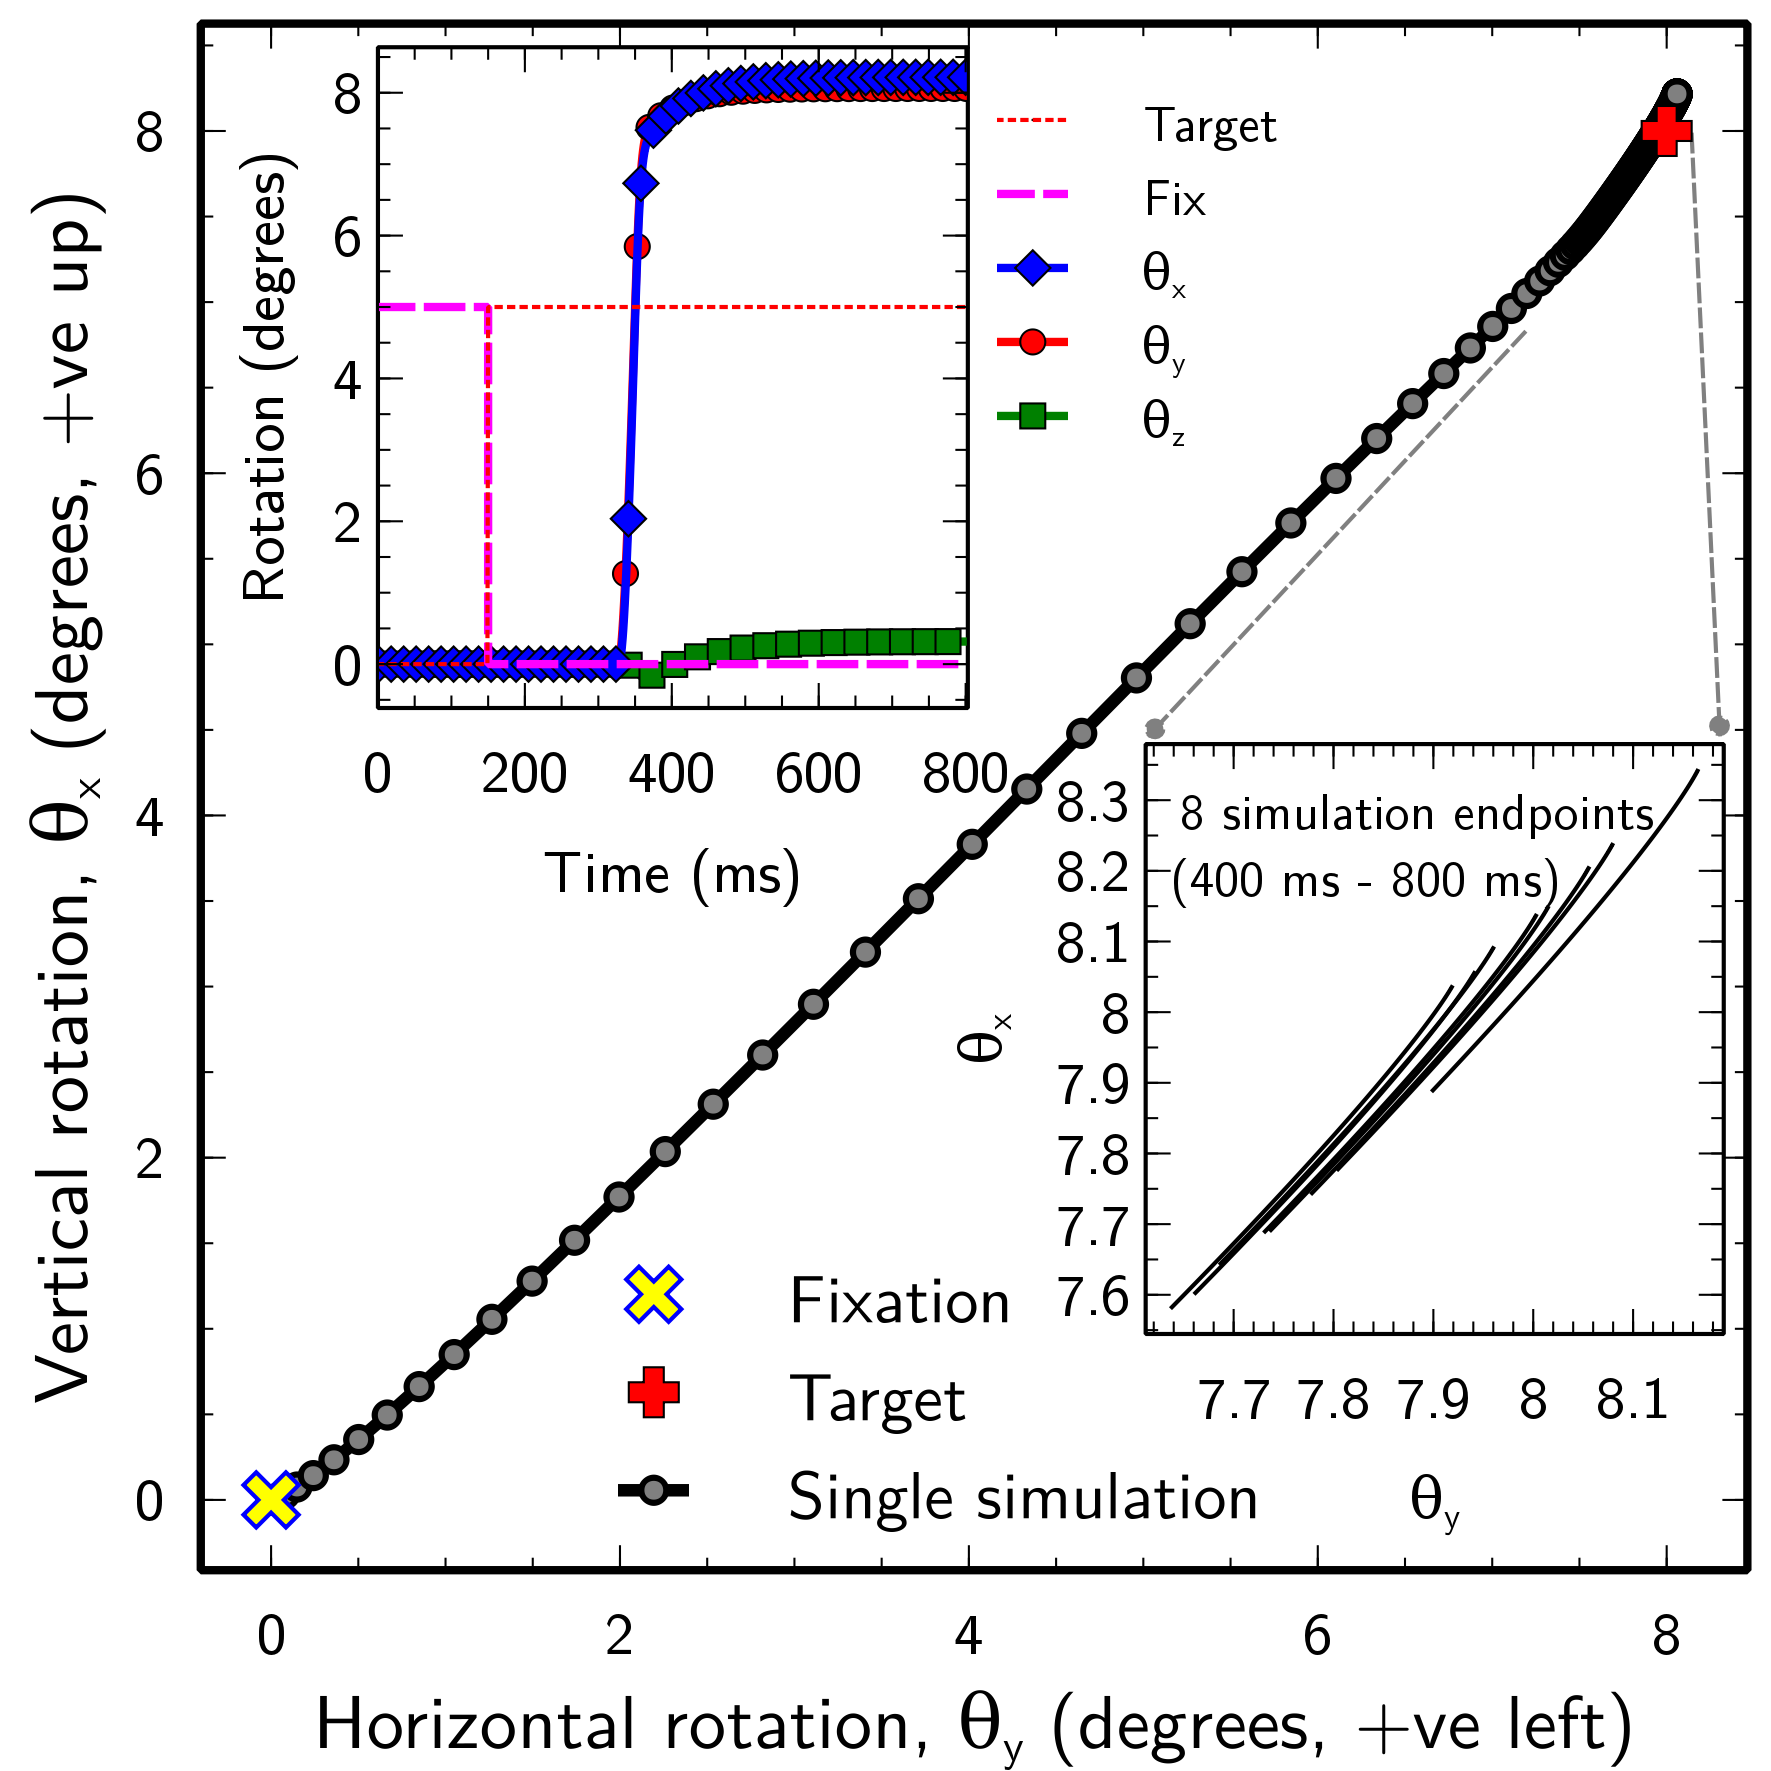 Vertical rotation, θx (degrees, +ve up)
8
6
4
2
0
0
2
4
6
8
Horizontal rotation, θy (degrees, +ve left)
Rotation (degrees)
8
6
4
2
0
0
200
400
600
800
Time (ms)
Target
Fix
θx
θy
θz
8 simulation endpoints
(400 ms - 800 ms)
θx
8.3
8.2
8.1
8
7.9
7.8
7.7
7.6
7.7
7.8
7.9
8
8.1
θy
Fixation
Target
Single simulation